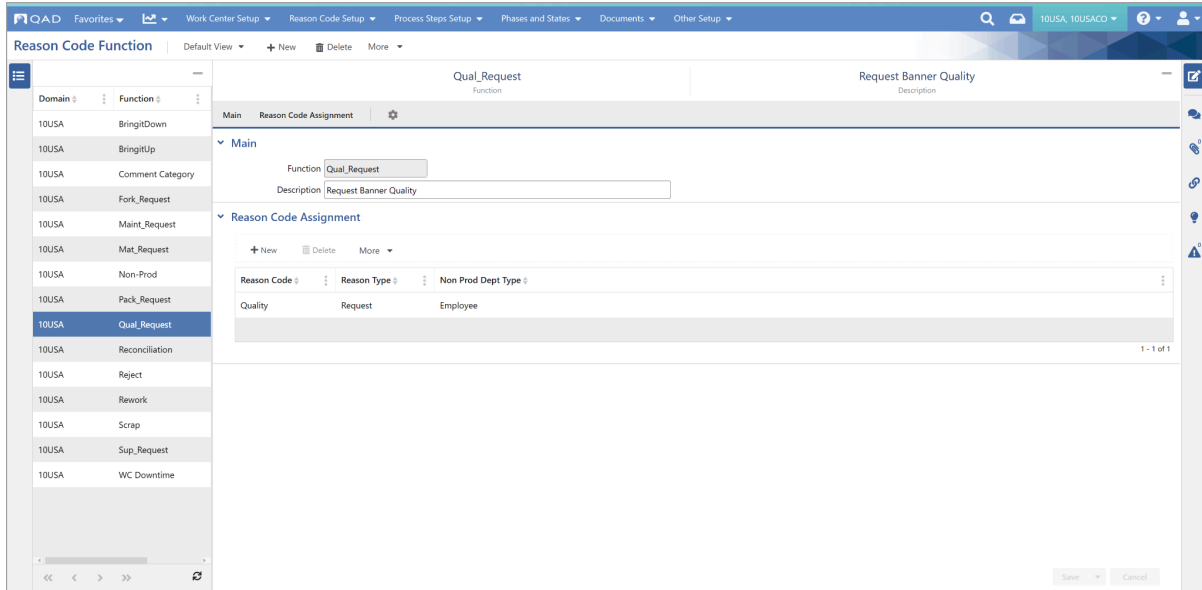 QAD Favorites Work Center Setup Reason Code Setup Process Steps Setup Phases and States Documents Other Setup 10USA, 10USACO
Reason Code Function Default View + New Delete More
Qual_Request Request Banner Quality
Function Description
Domain Function
Main Reason Code Assignment
10USA BringitDown
10USA BringitUp
10USA Comment Category
10USA Fork_Request
10USA Maint_Request
10USA Mat_Request
10USA Non-Prod
10USA Pack_Request
10USA Qual_Request
10USA Reconciliation
10USA Reject
10USA Rework
10USA Scrap
10USA Sup_Request
10USA WC Downtime
Main
Function Qual_Request
Description Request Banner Quality
Reason Code Assignment
+ New Delete More
Reason Code Reason Type Non Prod Dept Type
Quality Request Employee
1 - 1 of 1
Save Cancel
0
0